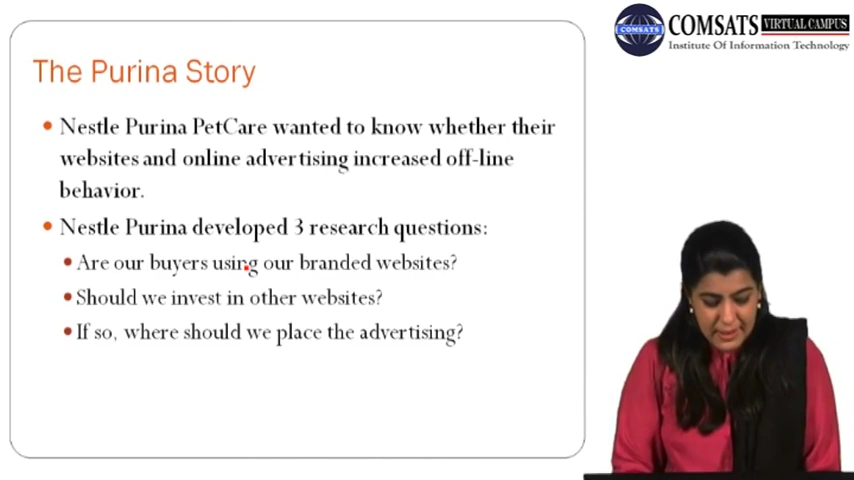 COMSATS VIRTUAL CAMPUS
COMSATS
Institute Of Information Technology
The Purina Story
• Nestle Purina PetCare wanted to know whether their
websites and online advertising increased off-line
behavior.
• Nestle Purina developed 3 research questions:
• Are our buyers using our branded websites?
• Should we invest in other websites?
• If so, where should we place the advertising?